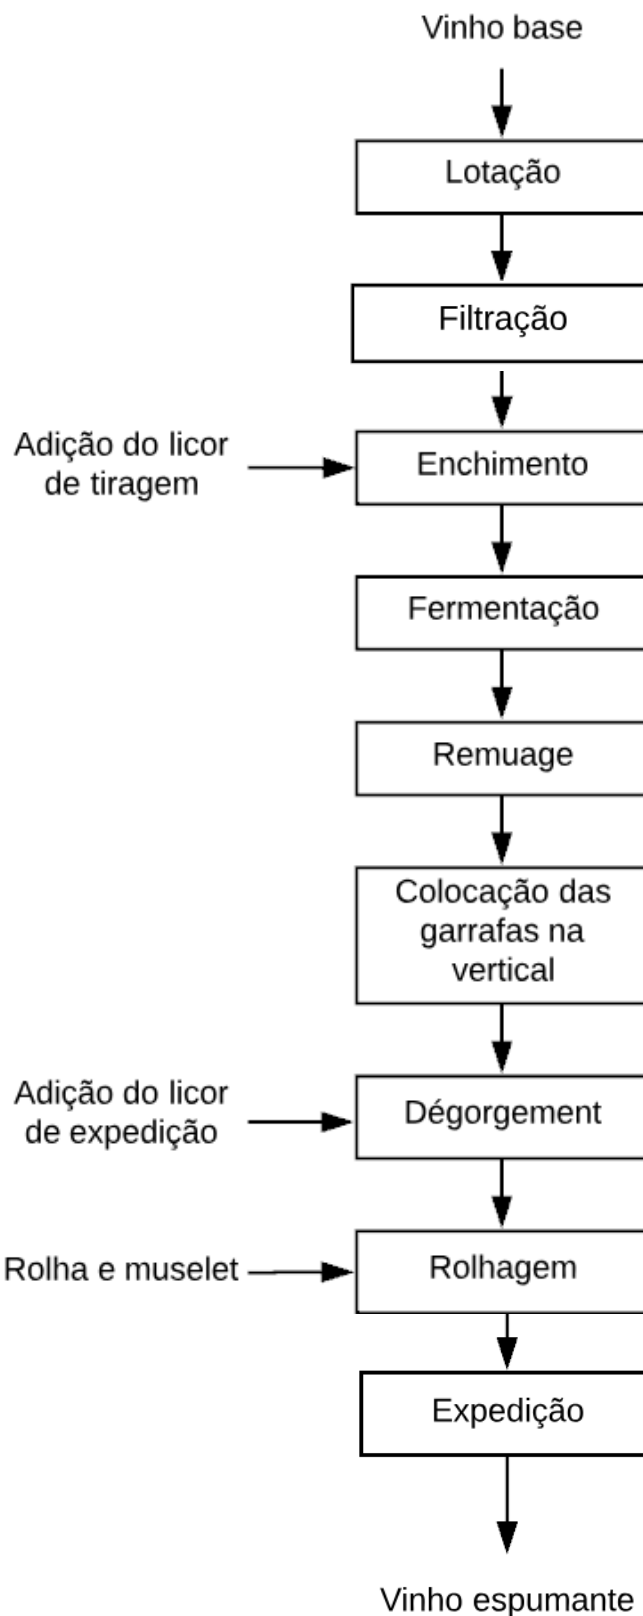 Vinho base
Lotação
Filtração
Adição do licor
de tiragem
Enchimento
Fermentação
Remuage
Colocação das
garrafas na
vertical
Adição do licor
de expedição
Dégorgement
Rolha e muselet
Rolhagem
Expedição
Vinho espumante